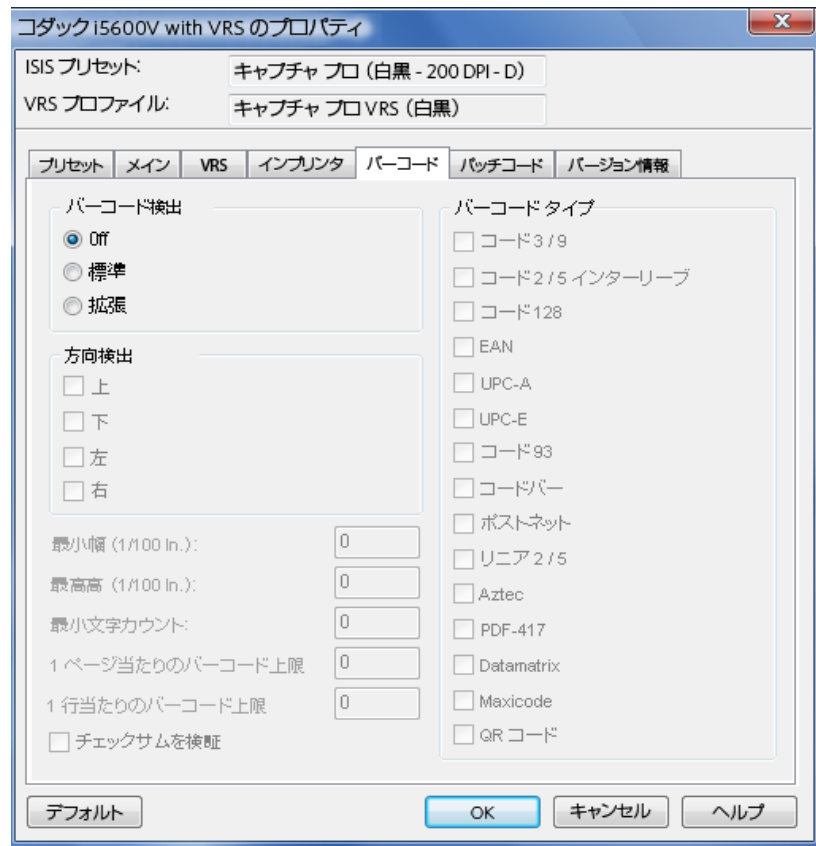 コダック i5600V with VRS のプロパティ
ISIS プリセット: キャプチャ プロ (白黒 - 200 DPI - D)
VRS プロファイル: キャプチャ プロ VRS (白黒)
プリセット メイン VRS インプリンタ バーコード パッチコード バージョン情報
バーコード検出
Off
標準
拡張
方向検出
上
下
左
右
最小幅 (1/100 In.): 0
最高高 (1/100 In.): 0
最小文字カウント: 0
1 ページ当たりのバーコード上限 0
1 行当たりのバーコード上限 0
チェックサムを検証
バーコード タイプ
コード 3 / 9
コード 2 / 5 インターリーブ
コード 128
EAN
UPC-A
UPC-E
コード 93
コードバー
ポストネット
リニア 2 / 5
Aztec
PDF-417
Datamatrix
Maxicode
QR コード
デフォルト OK キャンセル ヘルプ